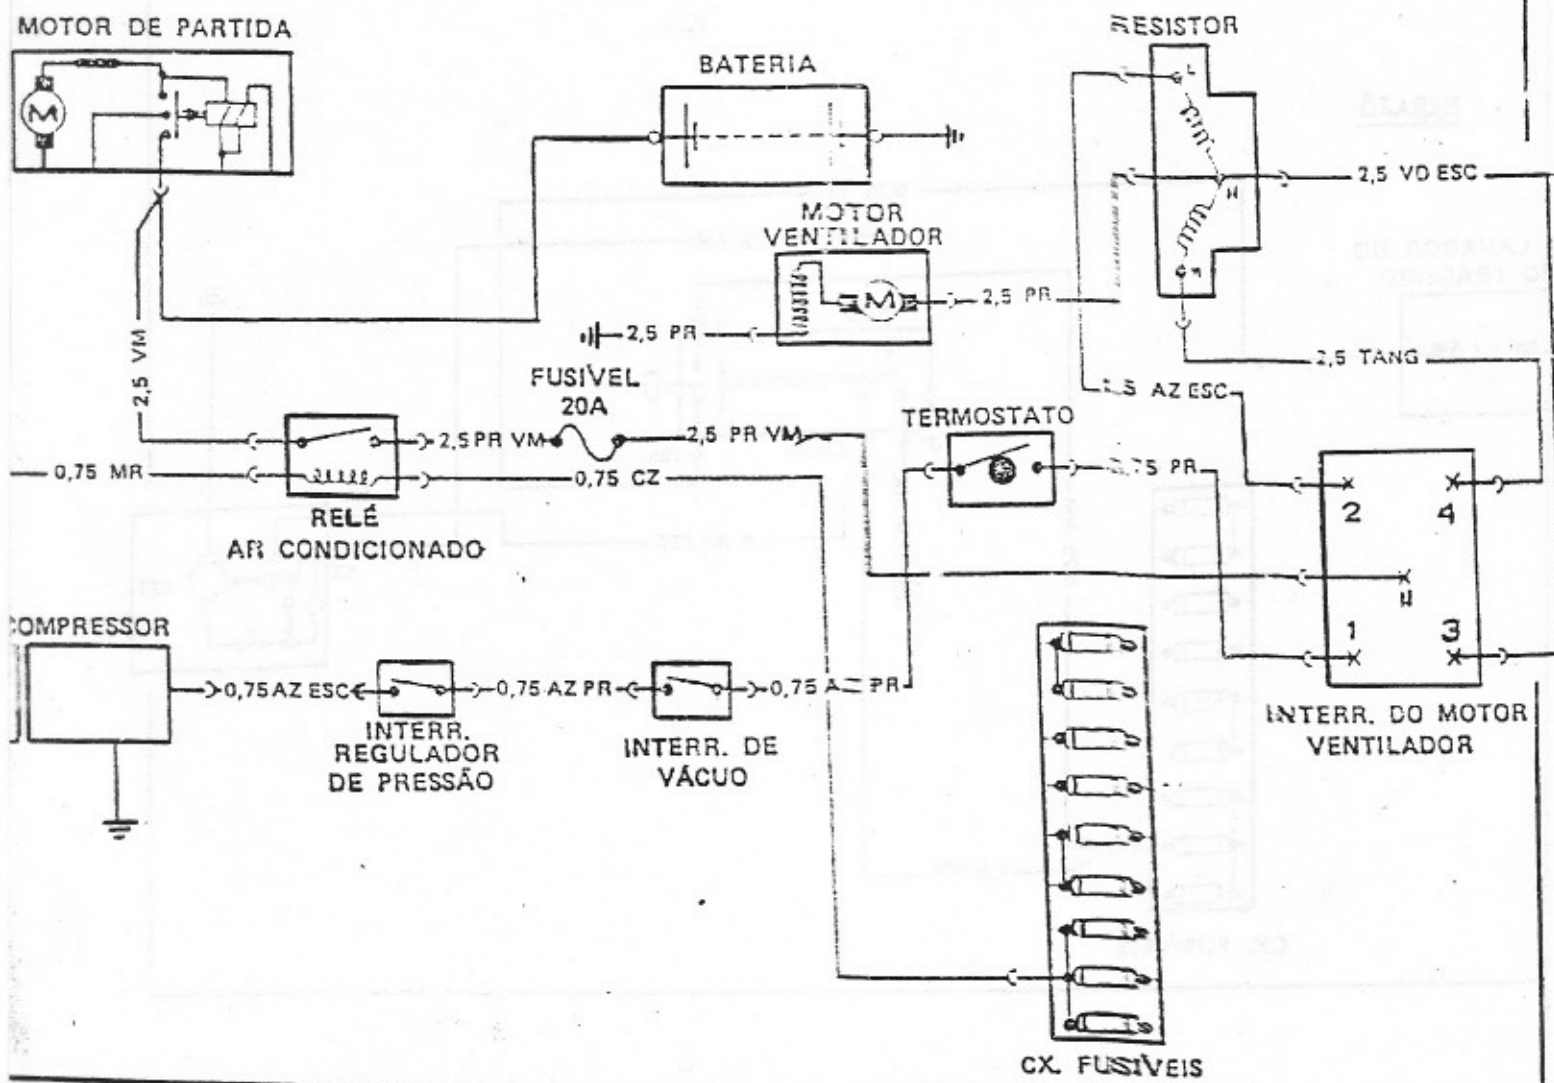 MOTOR DE PARTIDA
RESISTOR
BATERIA
L
2,5 VD ESC
M
MOTOR
VENTILADOR
M
M
2,5 PR
2,5 PR
2,5 VM
2,5 TANG
FUSÍVEL
20A
AZ ESC
TERMOSTATO
2,5 PR VM
2,5 PR VM
0,75 MR
0,75 CZ
PR
2
4
RELÉ
AR CONDICIONADO
COMPRESSOR
1
3
0,75 AZ ESC
0,75 AZ PR
0,75 AZ PR
INTERR.
REGULADOR
DE PRESSÃO
INTERR. DE
VÁCUO
INTERR. DO MOTOR
VENTILADOR
CX. FUSÍVEIS